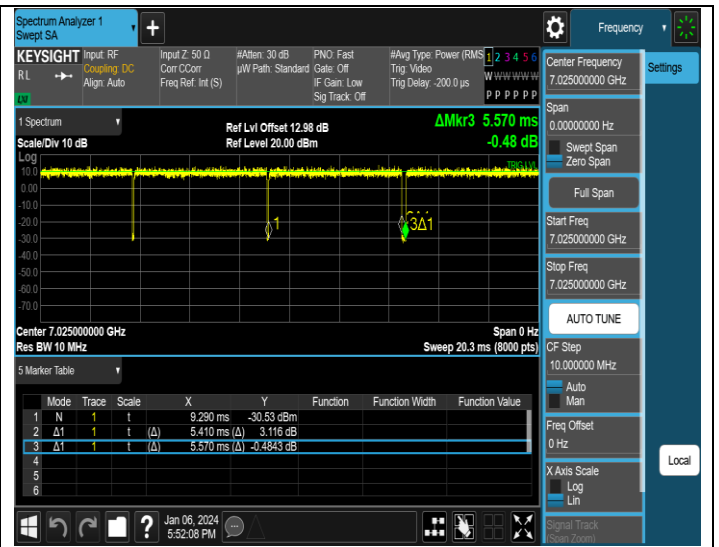 Spectrum Analyzer 1
Swept SA
+
Frequency
KEYSIGHT
RL
LXI
Input: RF
Coupling: DC
Align: Auto
Input Z: 50 Ω
Corr CCorr
Freq Ref: Int (S)
#Atten: 30 dB
µW Path: Standard
PNO: Fast
Gate: Off
IF Gain: Low
Sig Track: Off
#Avg Type: Power (RMS
Trig: Video
Trig Delay: -200.0 µs
1 2 3 4 5 6
W W W W W W
P P P P P P
Center Frequency
7.025000000 GHz
Settings
Span
0.00000000 Hz
Swept Span
Zero Span
Full Span
Start Freq
7.025000000 GHz
Stop Freq
7.025000000 GHz
AUTO TUNE
CF Step
10.000000 MHz
Auto
Man
Freq Offset
0 Hz
X Axis Scale
Log
Lin
Signal Track
(Span Zoom)
Local
1 Spectrum
Scale/Div 10 dB
Ref Lvl Offset 12.98 dB
Ref Level 20.00 dBm
ΔMkr3 5.570 ms
-0.48 dB
Log
TRIG LVL
10.0
0.00
-10.0
-20.0
-30.0
-40.0
-50.0
-60.0
-70.0
1
3Δ1
Center 7.025000000 GHz
Res BW 10 MHz
Span 0 Hz
Sweep 20.3 ms (8000 pts)
5 Marker Table
Mode Trace Scale X Y Function Function Width Function Value
1 N 1 t 9.290 ms -30.53 dBm
2 Δ1 1 t (Δ) 5.410 ms (Δ) 3.116 dB
3 Δ1 1 t (Δ) 5.570 ms (Δ) -0.4843 dB
4
5
6
?
Jan 06, 2024
5:52:08 PM